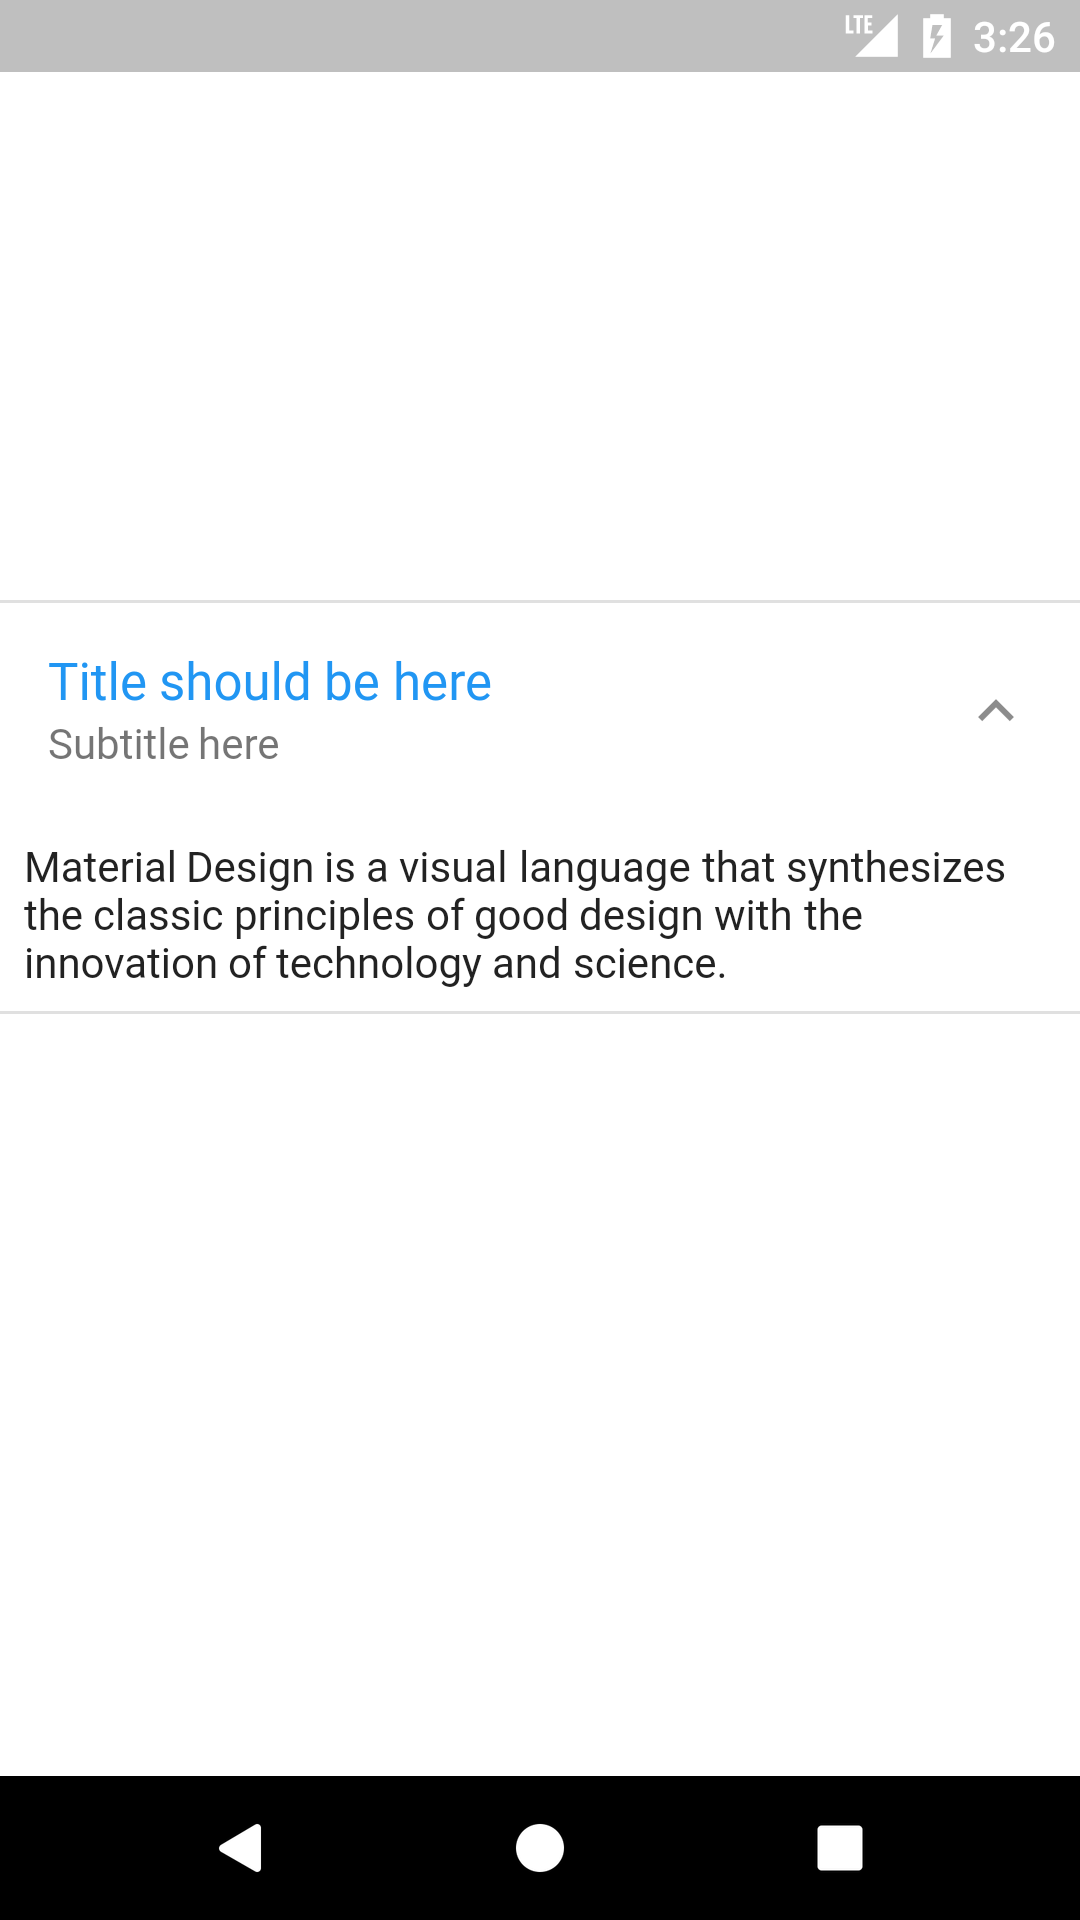 LTE 3:26
Title should be here
Subtitle here
Material Design is a visual language that synthesizes
the classic principles of good design with the
innovation of technology and science.